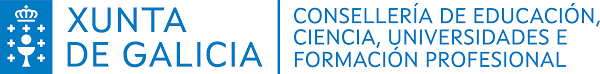 XUNTA
DE GALICIA
CONSELLERÍA DE EDUCACIÓN,
CIENCIA, UNIVERSIDADES E
FORMACIÓN PROFESIONAL